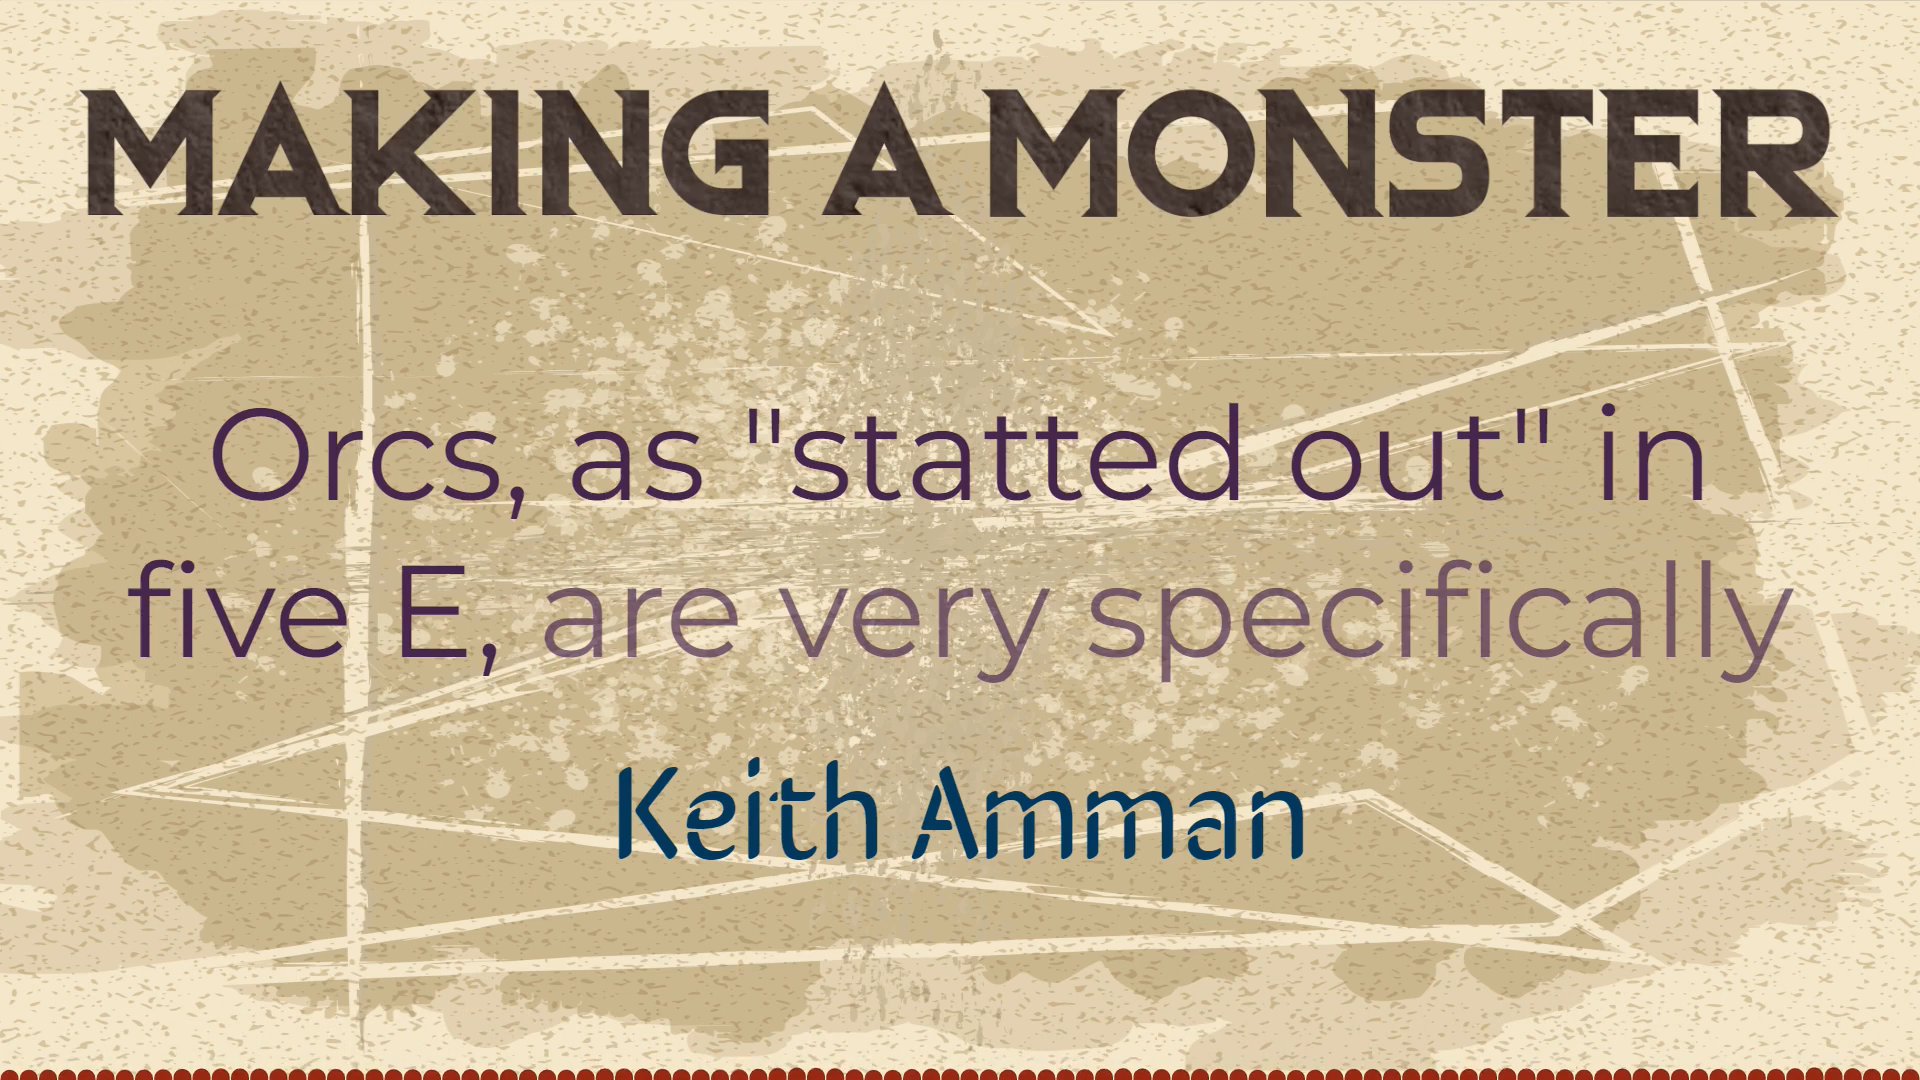 MAKING A MONSTER
Orcs, as "statted out" in
five E, are very specifically
Keith Amman